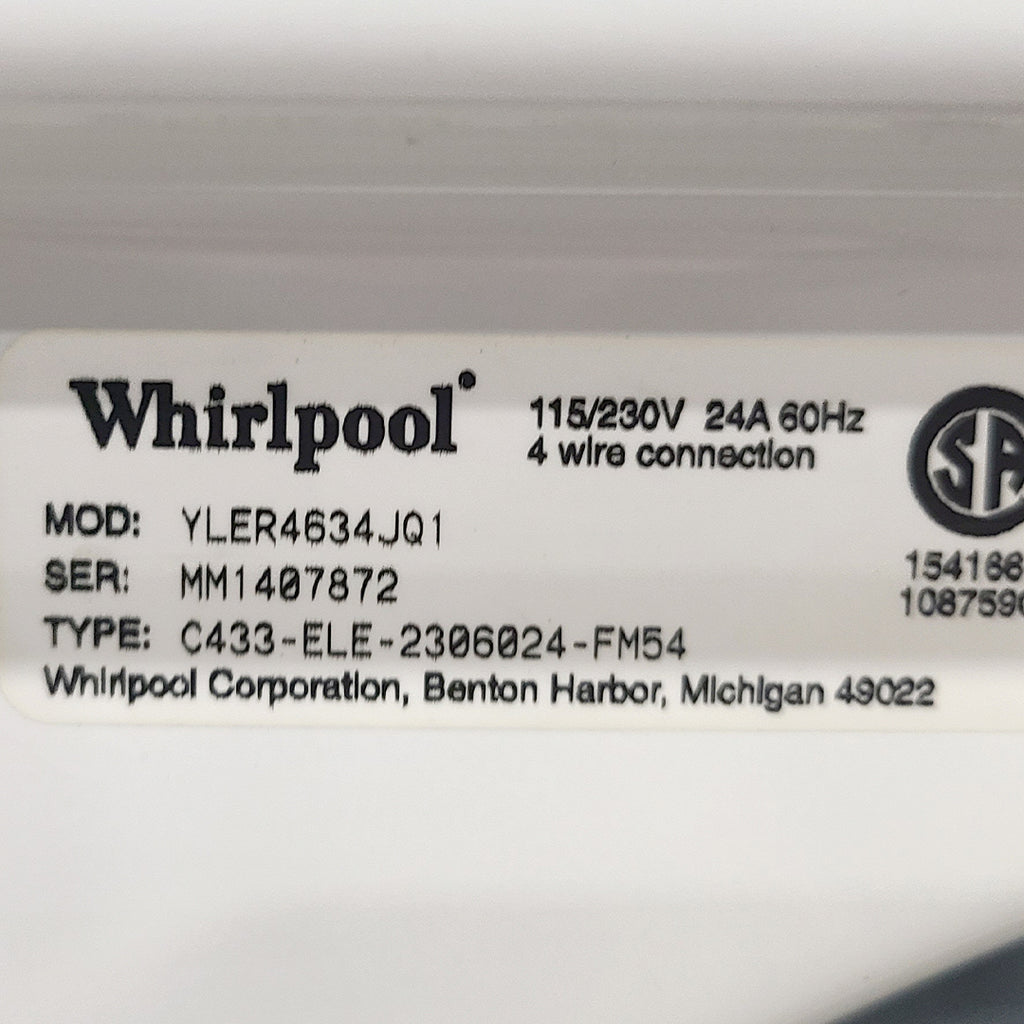 Whirlpool
115/230V 24A 60Hz
4 wire connection
SA
MOD: YLER4634JQ1
SER: MM1407872
TYPE: C433-ELE-2306024-FM54
Whirlpool Corporation, Benton Harbor, Michigan 49022